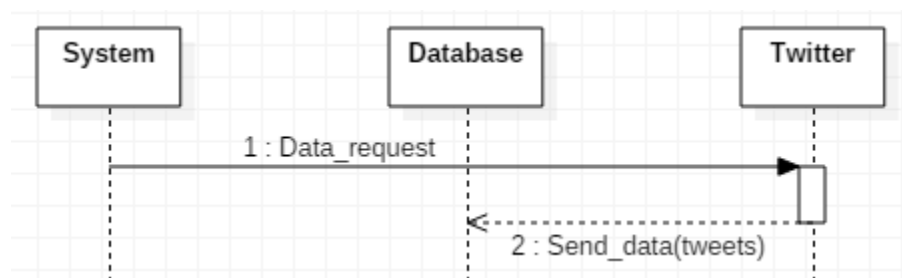 System
Database
Twitter
1 : Data_request
2 : Send_data(tweets)